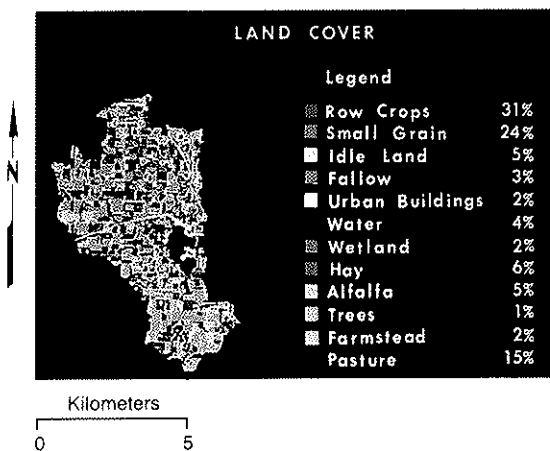 LAND COVER
Legend
Row Crops 31%
Small Grain 24%
Idle Land 5%
Fallow 3%
Urban Buildings 2%
Water 4%
Wetland 2%
Hay 6%
Alfalfa 5%
Trees 1%
Farmstead 2%
Pasture 15%
N
Kilometers
0 5